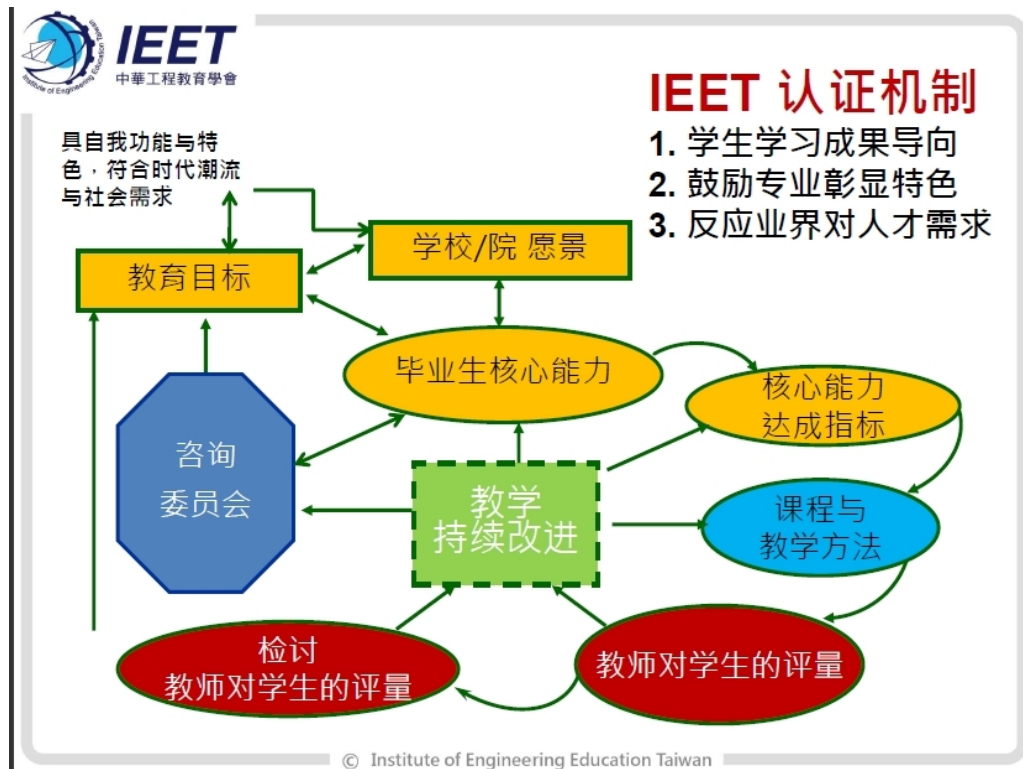 IEET
中華工程教育學會
Institute of Engineering Education Taiwan
IEET 认证机制
1. 学生学习成果导向
2. 鼓励专业彰显特色
3. 反应业界对人才需求
具自我功能与特
色，符合时代潮流
与社会需求
学校/院 愿景
教育目标
毕业生核心能力
核心能力
达成指标
咨询
委员会
教学
持续改进
课程与
教学方法
检讨
教师对学生的评量
教师对学生的评量
© Institute of Engineering Education Taiwan